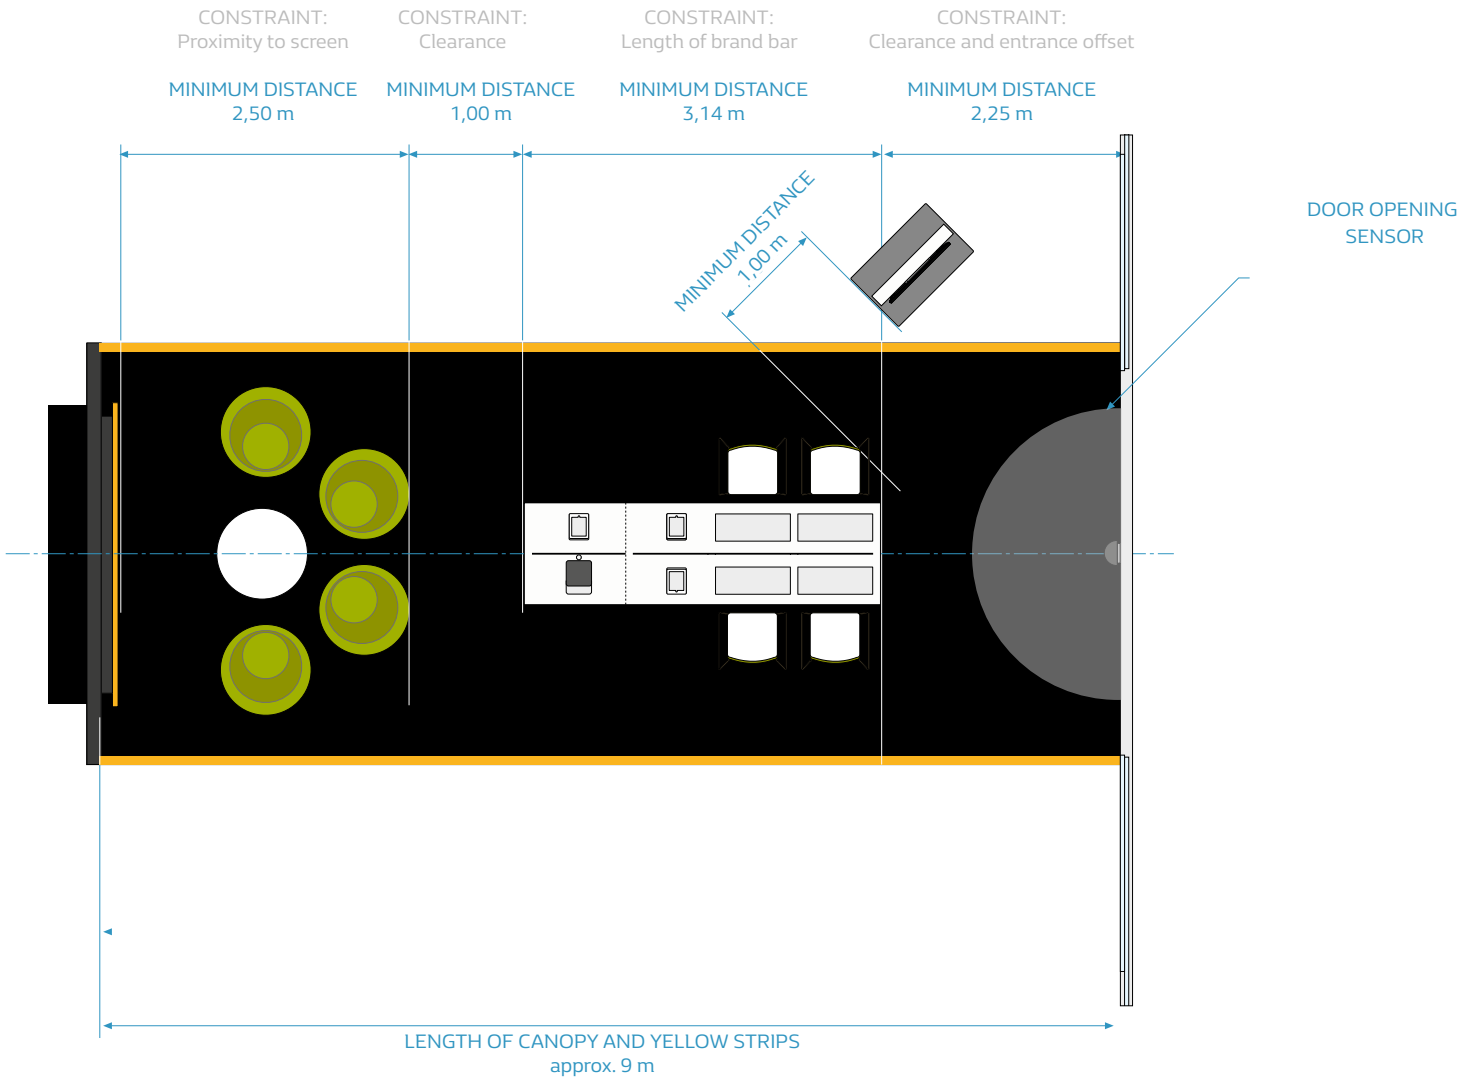 CONSTRAINT:
Proximity to screen
MINIMUM DISTANCE
2,50 m
CONSTRAINT:
Clearance
MINIMUM DISTANCE
1,00 m
CONSTRAINT:
Length of brand bar
MINIMUM DISTANCE
3,14 m
CONSTRAINT:
Clearance and entrance offset
MINIMUM DISTANCE
2,25 m
MINIMUM DISTANCE
1,00 m
DOOR OPENING
SENSOR
LENGTH OF CANOPY AND YELLOW STRIPS
approx. 9 m